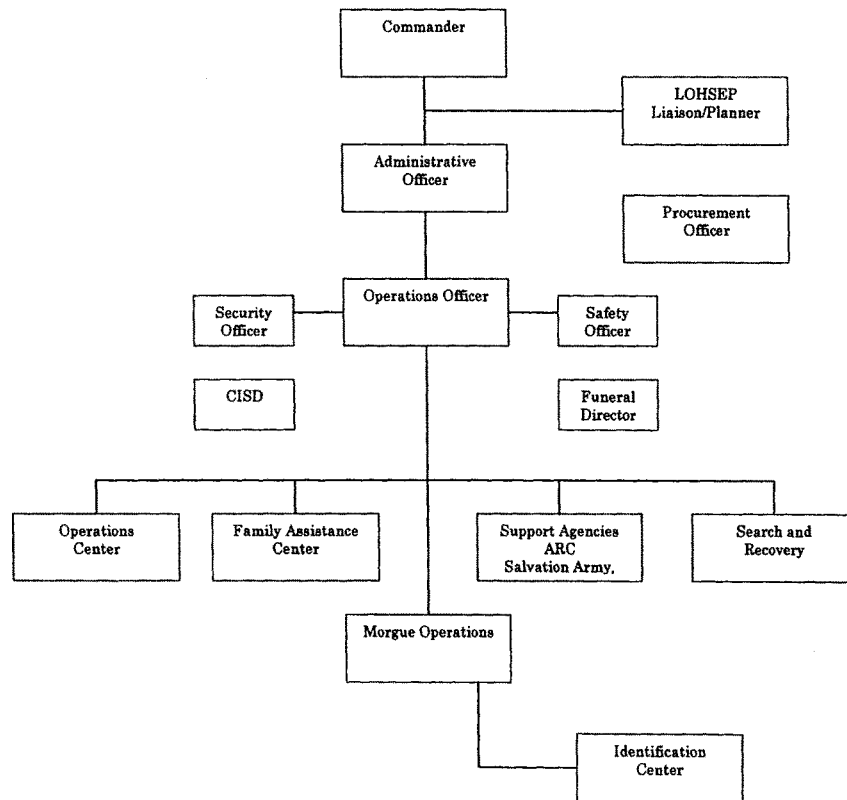 Commander
LOHSEP
Liaison/Planner
Administrative
Officer
Procurement
Officer
Operations Officer
Security
Officer
Safety
Officer
CISD
Funeral
Director
Operations
Center
Family Assistance
Center
Support Agencies
ARC
Salvation Army,
Search and
Recovery
Morgue Operations
Identification
Center